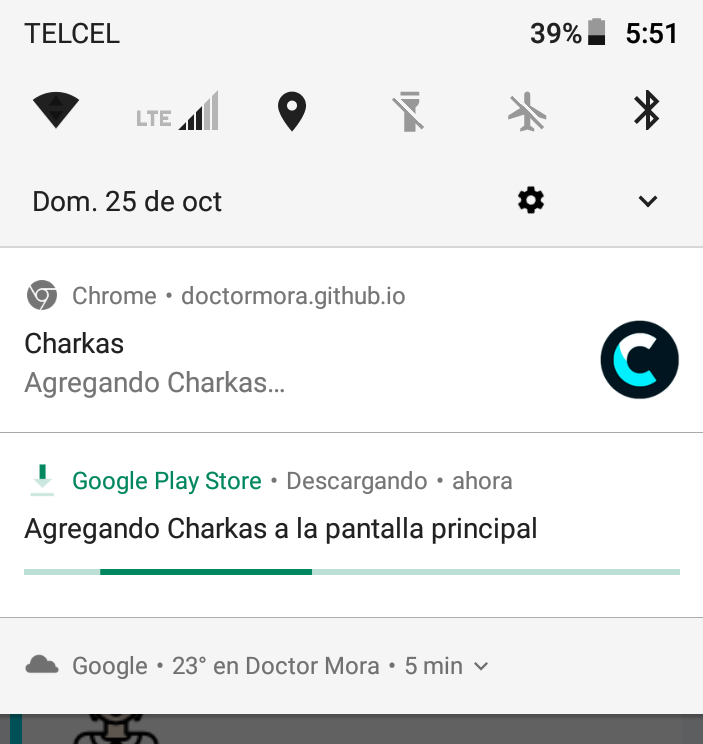 TELCEL 39% 5:51
LTE
Dom. 25 de oct
Chrome • doctormora.github.io
Charkas
Agregando Charkas...
Google Play Store • Descargando • ahora
Agregando Charkas a la pantalla principal
Google • 23° en Doctor Mora • 5 min